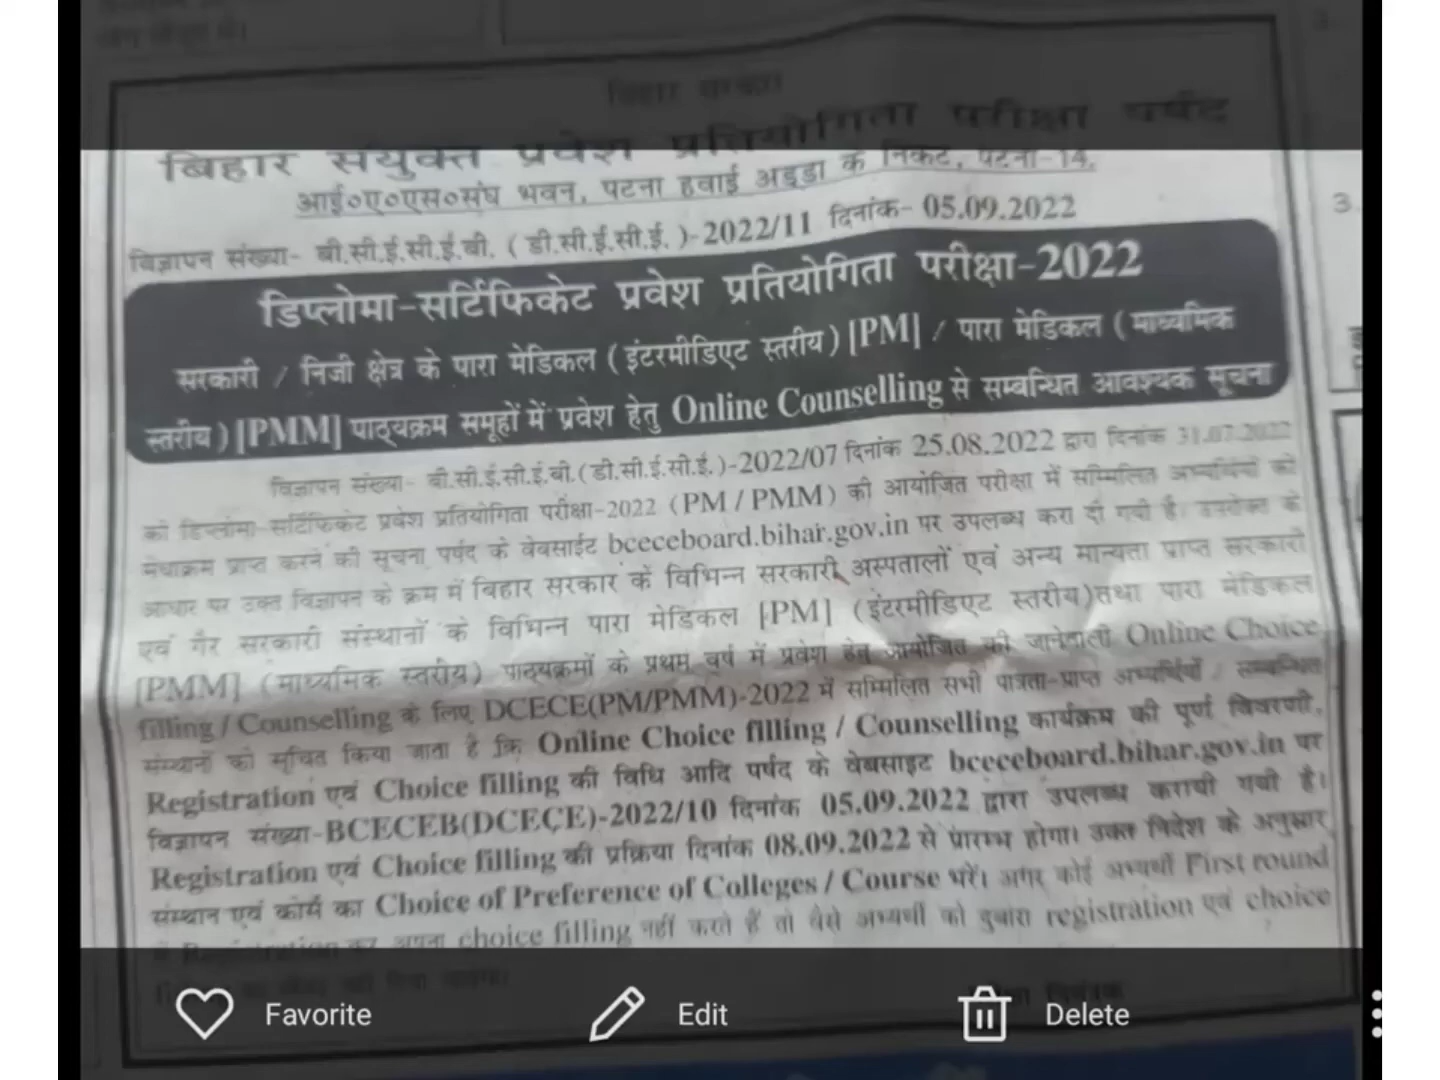 बिहार सरकार
बिहार संयुक्त प्रवेश प्रतियोगिता परीक्षा पर्षद
आई०ए०एस०संघ भवन, पटना हवाई अड्डा के निकट, पटना-14.
विज्ञापन संख्या- बी.सी.ई.सी.ई.बी. ( डी.सी.ई.सी.ई. )-2022/11 दिनांक- 05.09.2022
डिप्लोमा-सर्टिफिकेट प्रवेश प्रतियोगिता परीक्षा-2022
सरकारी / निजी क्षेत्र के पारा मेडिकल ( इंटरमीडिएट स्तरीय ) [PM] / पारा मेडिकल ( माध्यमिक
स्तरीय ) [PMM] पाठ्यक्रम समूहों में प्रवेश हेतु Online Counselling से सम्बन्धित आवश्यक सूचना
विज्ञापन संख्या- बी.सी.ई.सी.ई.बी.(डी.सी.ई.सी.ई.)-2022/07 दिनांक 25.08.2022 द्वारा दिनांक 31.07.2022
को डिप्लोमा-सर्टिफिकेट प्रवेश प्रतियोगिता परीक्षा-2022 (PM / PMM) की आयोजित परीक्षा में सम्मिलित अभ्यर्थियों को
मेधाक्रम प्राप्त करने की सूचना पर्षद के वेबसाईट bceceboard.bihar.gov.in पर उपलब्ध करा दी गयी है। उपरोक्त के
आधार पर उक्त विज्ञापन के क्रम में बिहार सरकार के विभिन्न सरकारी अस्पतालों एवं अन्य मान्यता प्राप्त सरकारी
एवं गैर सरकारी संस्थानों के विभिन्न पारा मेडिकल [PM] (इंटरमीडिएट स्तरीय)तथा पारा मेडिकल
[PMM] (माध्यमिक स्तरीय) पाठ्यक्रमों के प्रथम वर्ष में प्रवेश हेतु आयोजित की जानेवाली Online Choice
filling / Counselling के लिए DCECE(PM/PMM)-2022 में सम्मिलित सभी पात्रता-प्राप्त अभ्यर्थियों / सम्बन्धित
संस्थानों को सूचित किया जाता है कि Online Choice filling / Counselling कार्यक्रम की पूर्ण विवरणी,
Registration एवं Choice filling की विधि आदि पर्षद के वेबसाइट bceceboard.bihar.gov.in पर
विज्ञापन संख्या-BCECEB(DCECE)-2022/10 दिनांक 05.09.2022 द्वारा उपलब्ध करायी गयी है।
Registration एवं Choice filling की प्रक्रिया दिनांक 08.09.2022 से प्रारम्भ होगा। उक्त निदेश के अनुसार
संस्थान एवं कोर्स का Choice of Preference of Colleges / Course भरें। अगर कोई अभ्यर्थी First round
में Registration कर अपना choice filling नहीं करते हैं तो वैसे अभ्यर्थी को दुबारा registration एवं choice
3.
Favorite
Edit
Delete